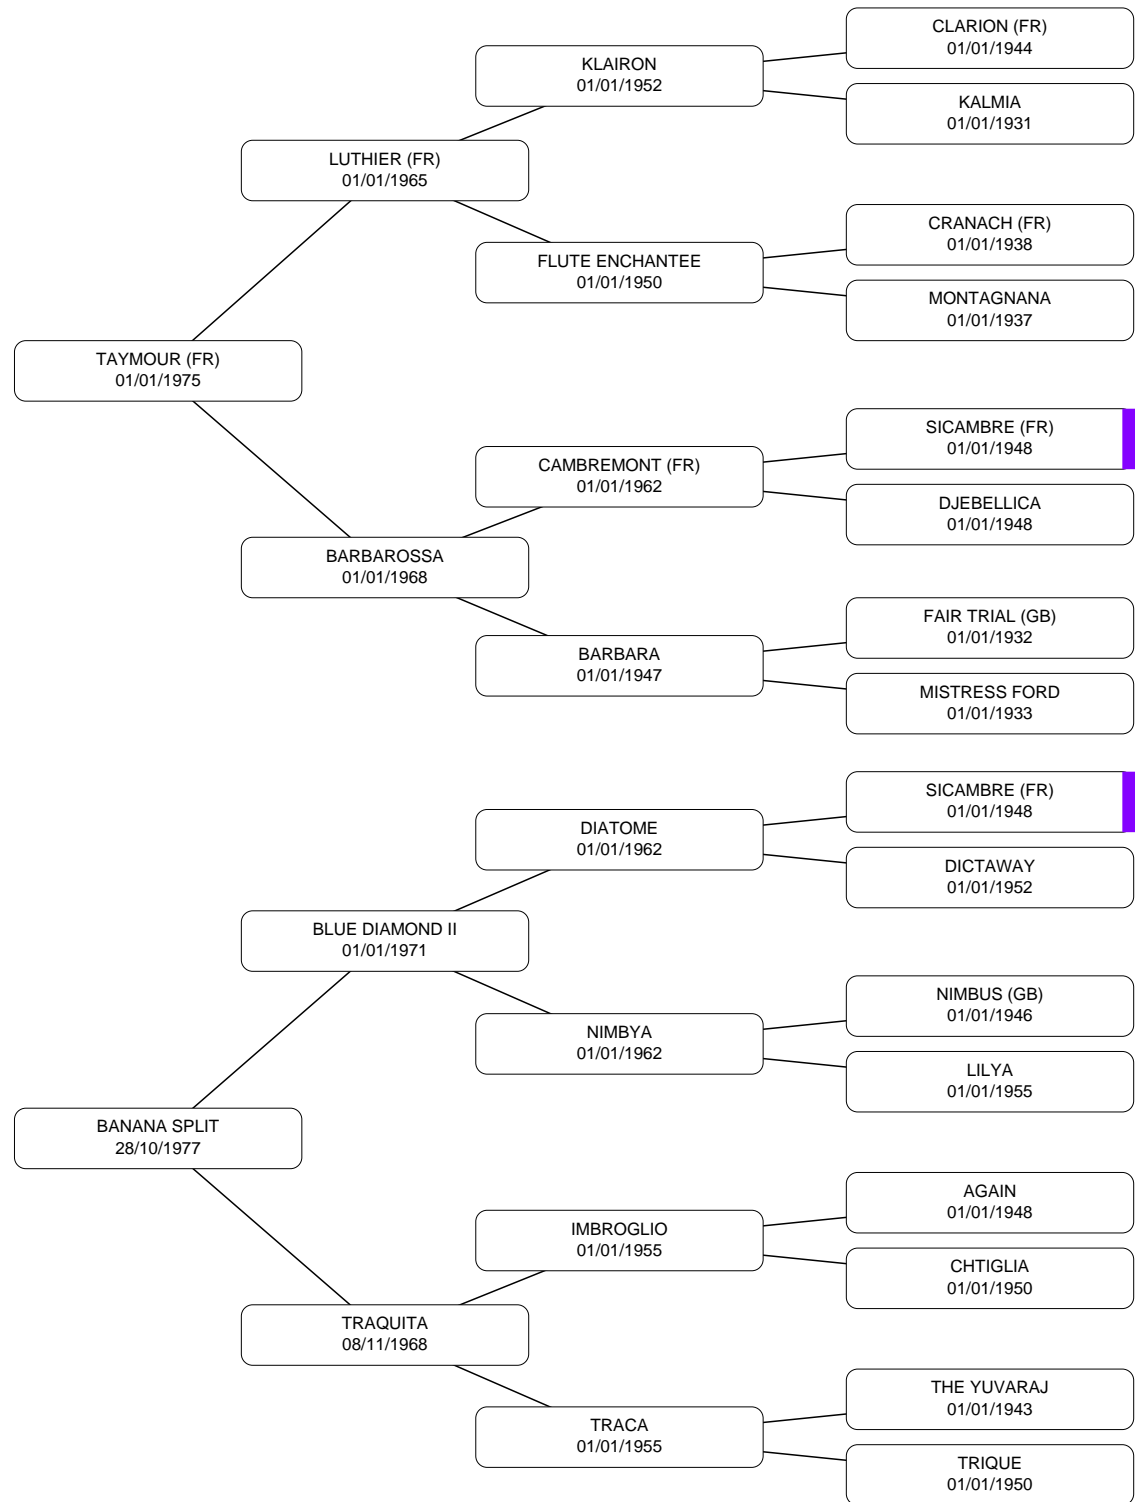 CLARION (FR)
01/01/1944
KLAIRON
01/01/1952
KALMIA
01/01/1931
LUTHIER (FR)
01/01/1965
CRANACH (FR)
01/01/1938
FLUTE ENCHANTEE
01/01/1950
MONTAGNANA
01/01/1937
TAYMOUR (FR)
01/01/1975
SICAMBRE (FR)
01/01/1948
CAMBREMONT (FR)
01/01/1962
DJEBELLICA
01/01/1948
BARBAROSSA
01/01/1968
FAIR TRIAL (GB)
01/01/1932
BARBARA
01/01/1947
MISTRESS FORD
01/01/1933
SICAMBRE (FR)
01/01/1948
DIATOME
01/01/1962
DICTAWAY
01/01/1952
BLUE DIAMOND II
01/01/1971
NIMBUS (GB)
01/01/1946
NIMBYA
01/01/1962
LILYA
01/01/1955
BANANA SPLIT
28/10/1977
AGAIN
01/01/1948
IMBROGLIO
01/01/1955
CHTIGLIA
01/01/1950
TRAQUITA
08/11/1968
THE YUVARAJ
01/01/1943
TRACA
01/01/1955
TRIQUE
01/01/1950